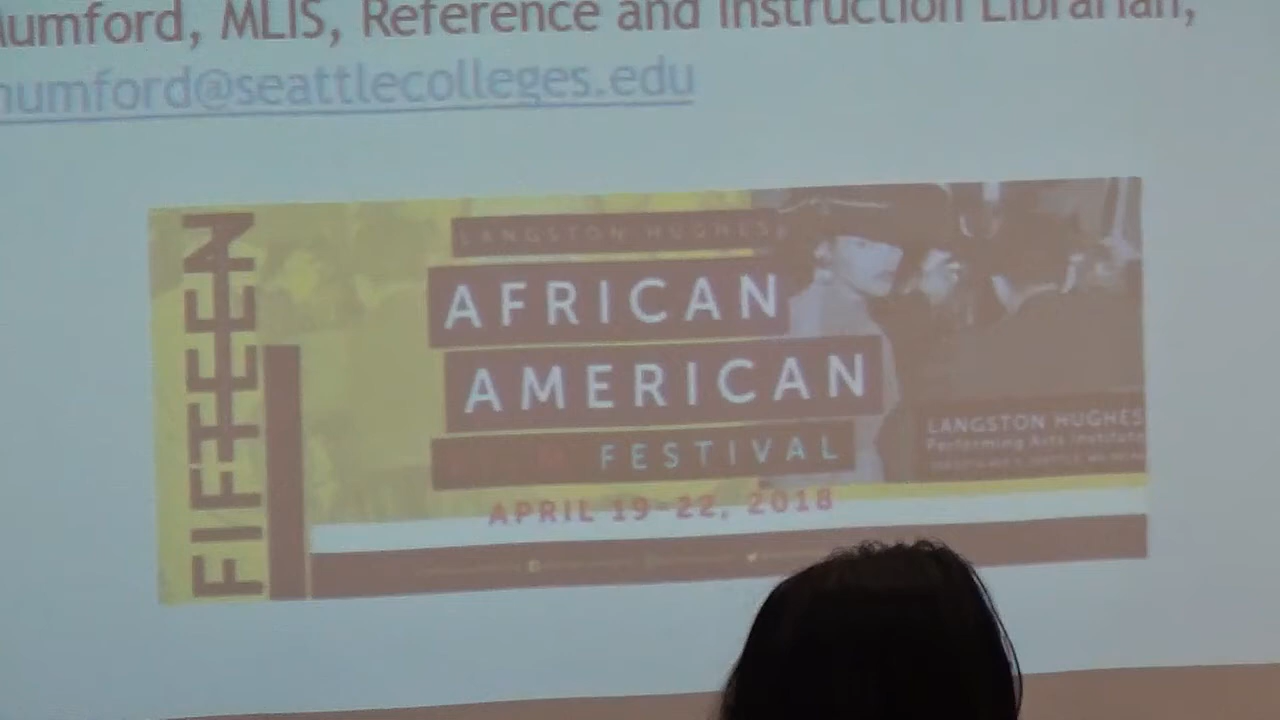 Mumford, MLIS, Reference and Instruction Librarian,
mumford@seattlecolleges.edu
FIFTEEN
LANGSTON HUGHES
AFRICAN
AMERICAN
FILM FESTIVAL
APRIL 19-22, 2018
LANGSTON HUGHES
Performing Arts Institute